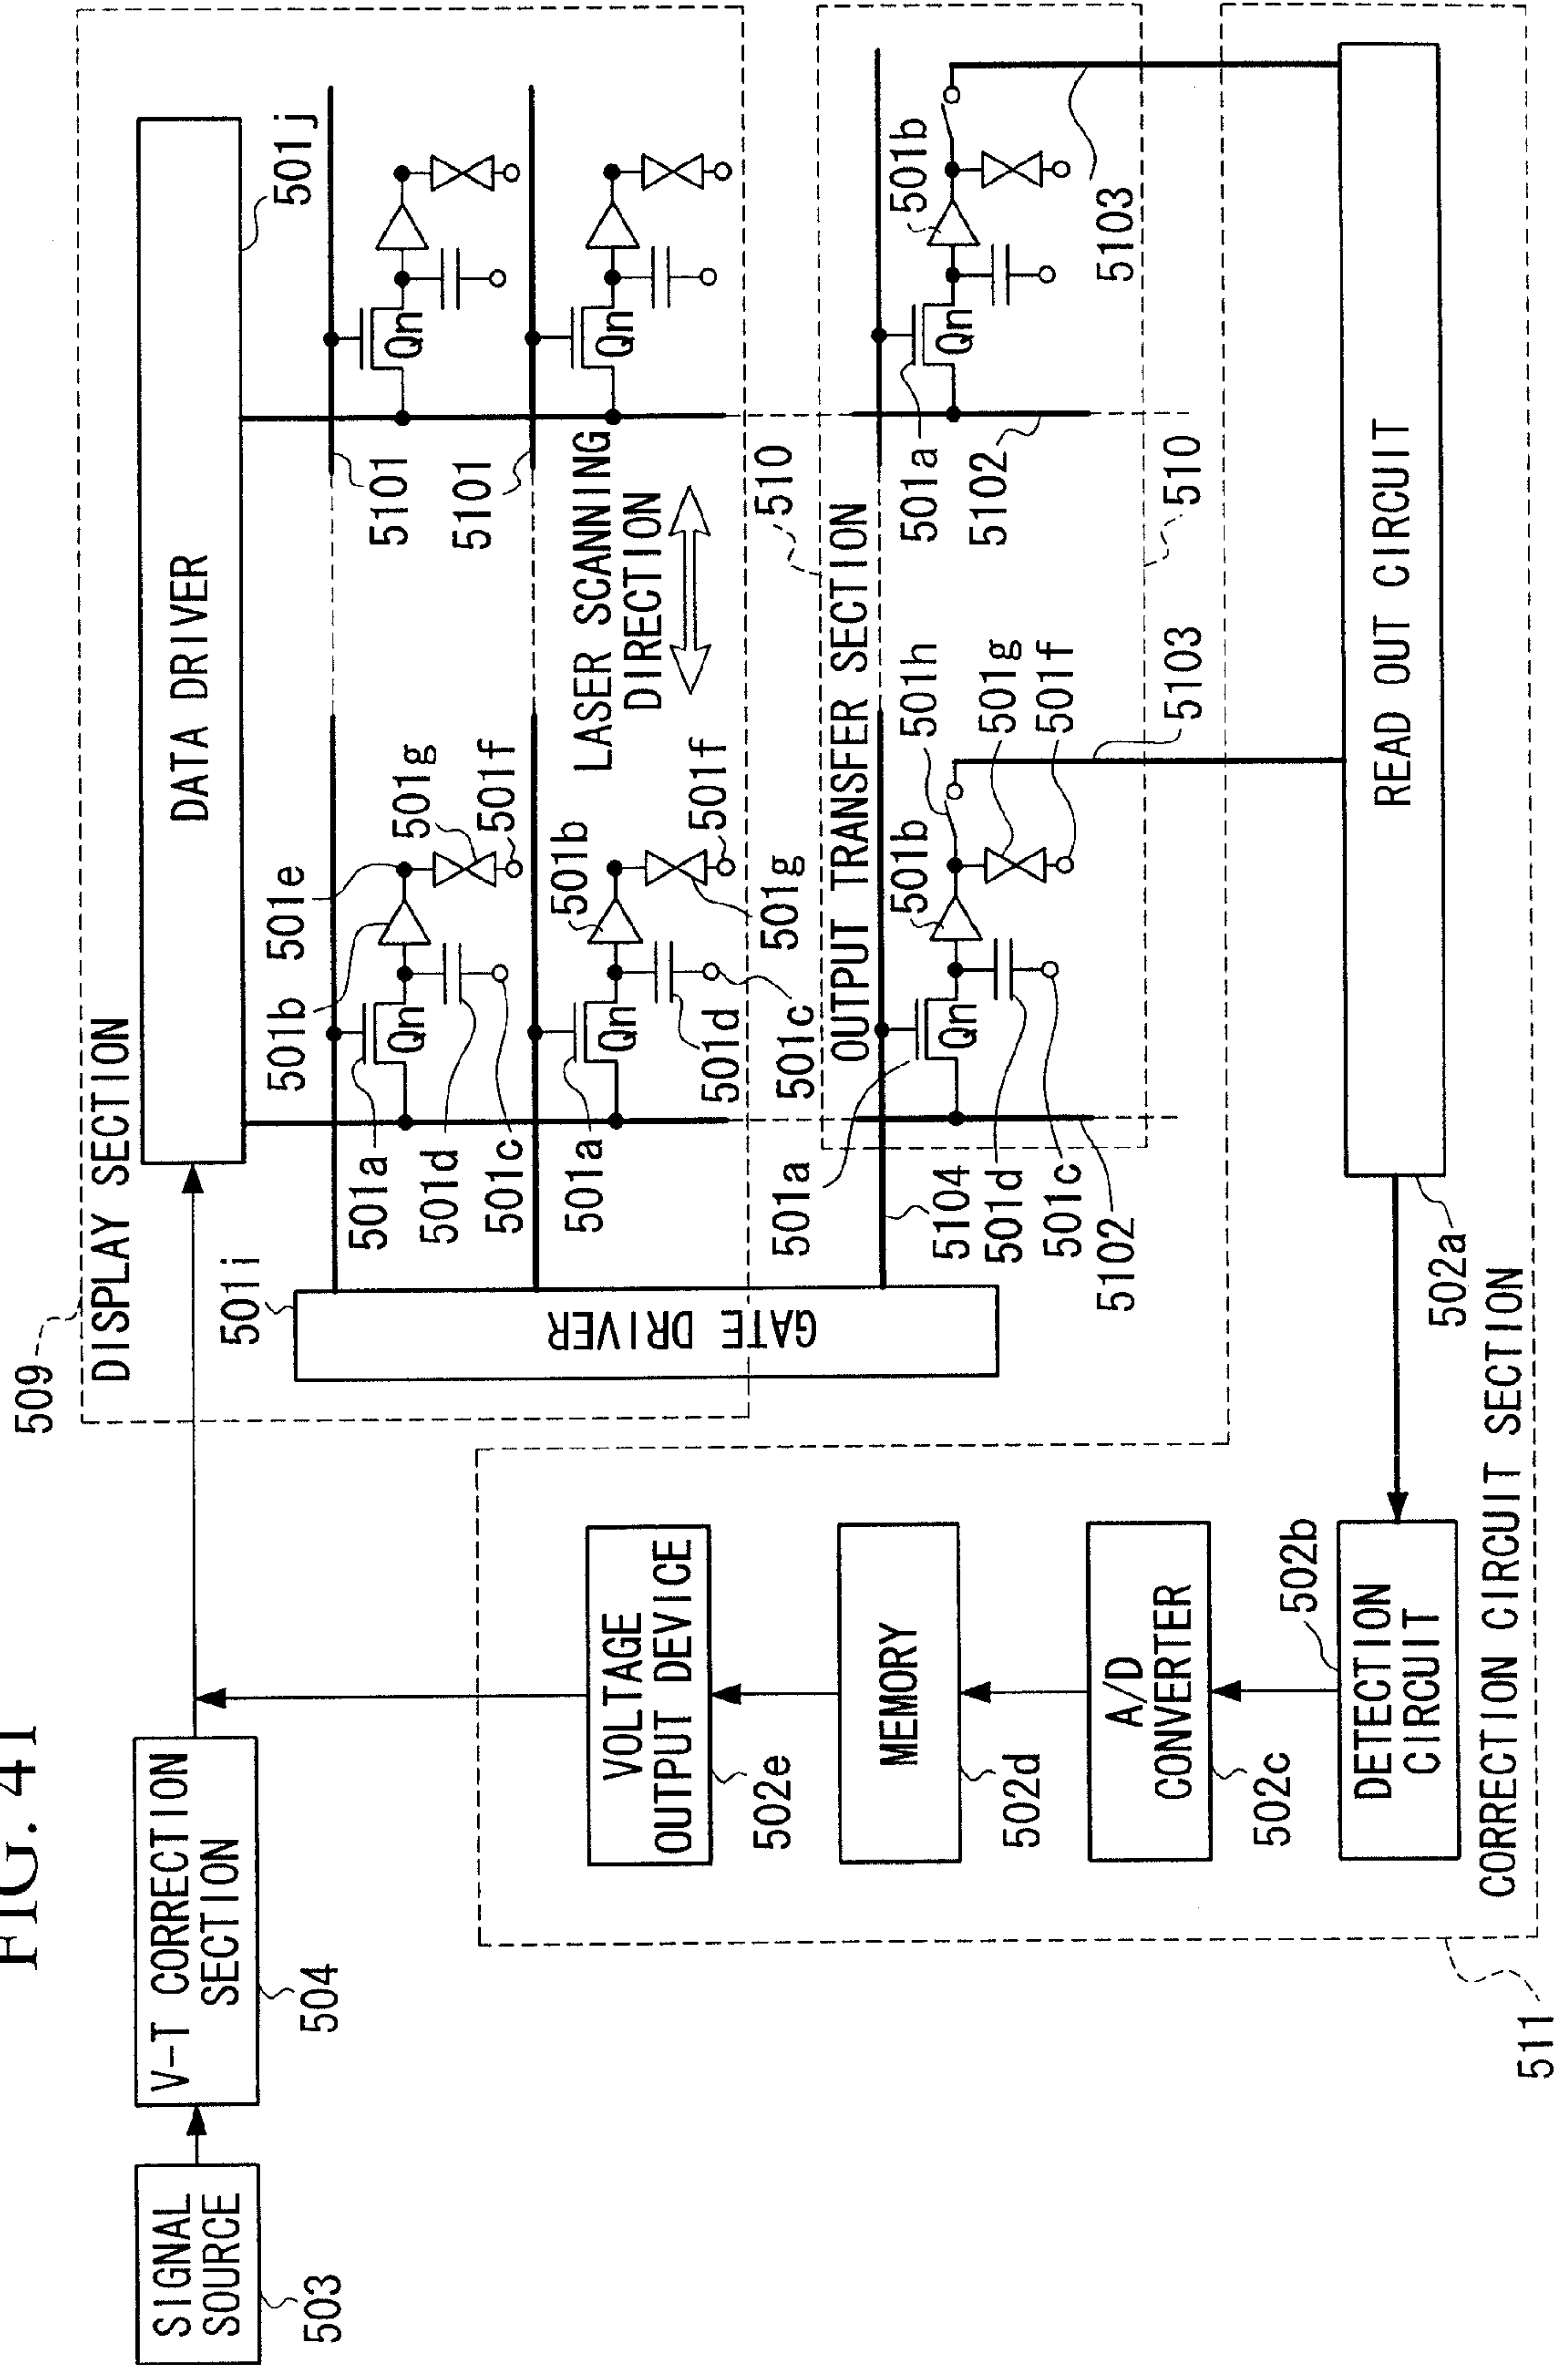 FIG. 41
509
DISPLAY SECTION
DATA DRIVER
501j
SIGNAL
SOURCE
503
V-T CORRECTION
SECTION
504
501i
GATE DRIVER
501b
501e
501g
501f
Qn
501a
501d
501c
5101
Qn
501b
501f
501g
Qn
501a
501d
501c
5101
Qn
LASER SCANNING
DIRECTION
510
OUTPUT TRANSFER SECTION
501a
Qn
501b
501h
501g
501f
5104
501d
501c
5102
5103
501a
Qn
501b
5102
5103
510
READ OUT CIRCUIT
502a
VOLTAGE
OUTPUT DEVICE
502e
MEMORY
502d
A/D
CONVERTER
502c
DETECTION
CIRCUIT
502b
CORRECTION CIRCUIT SECTION
511